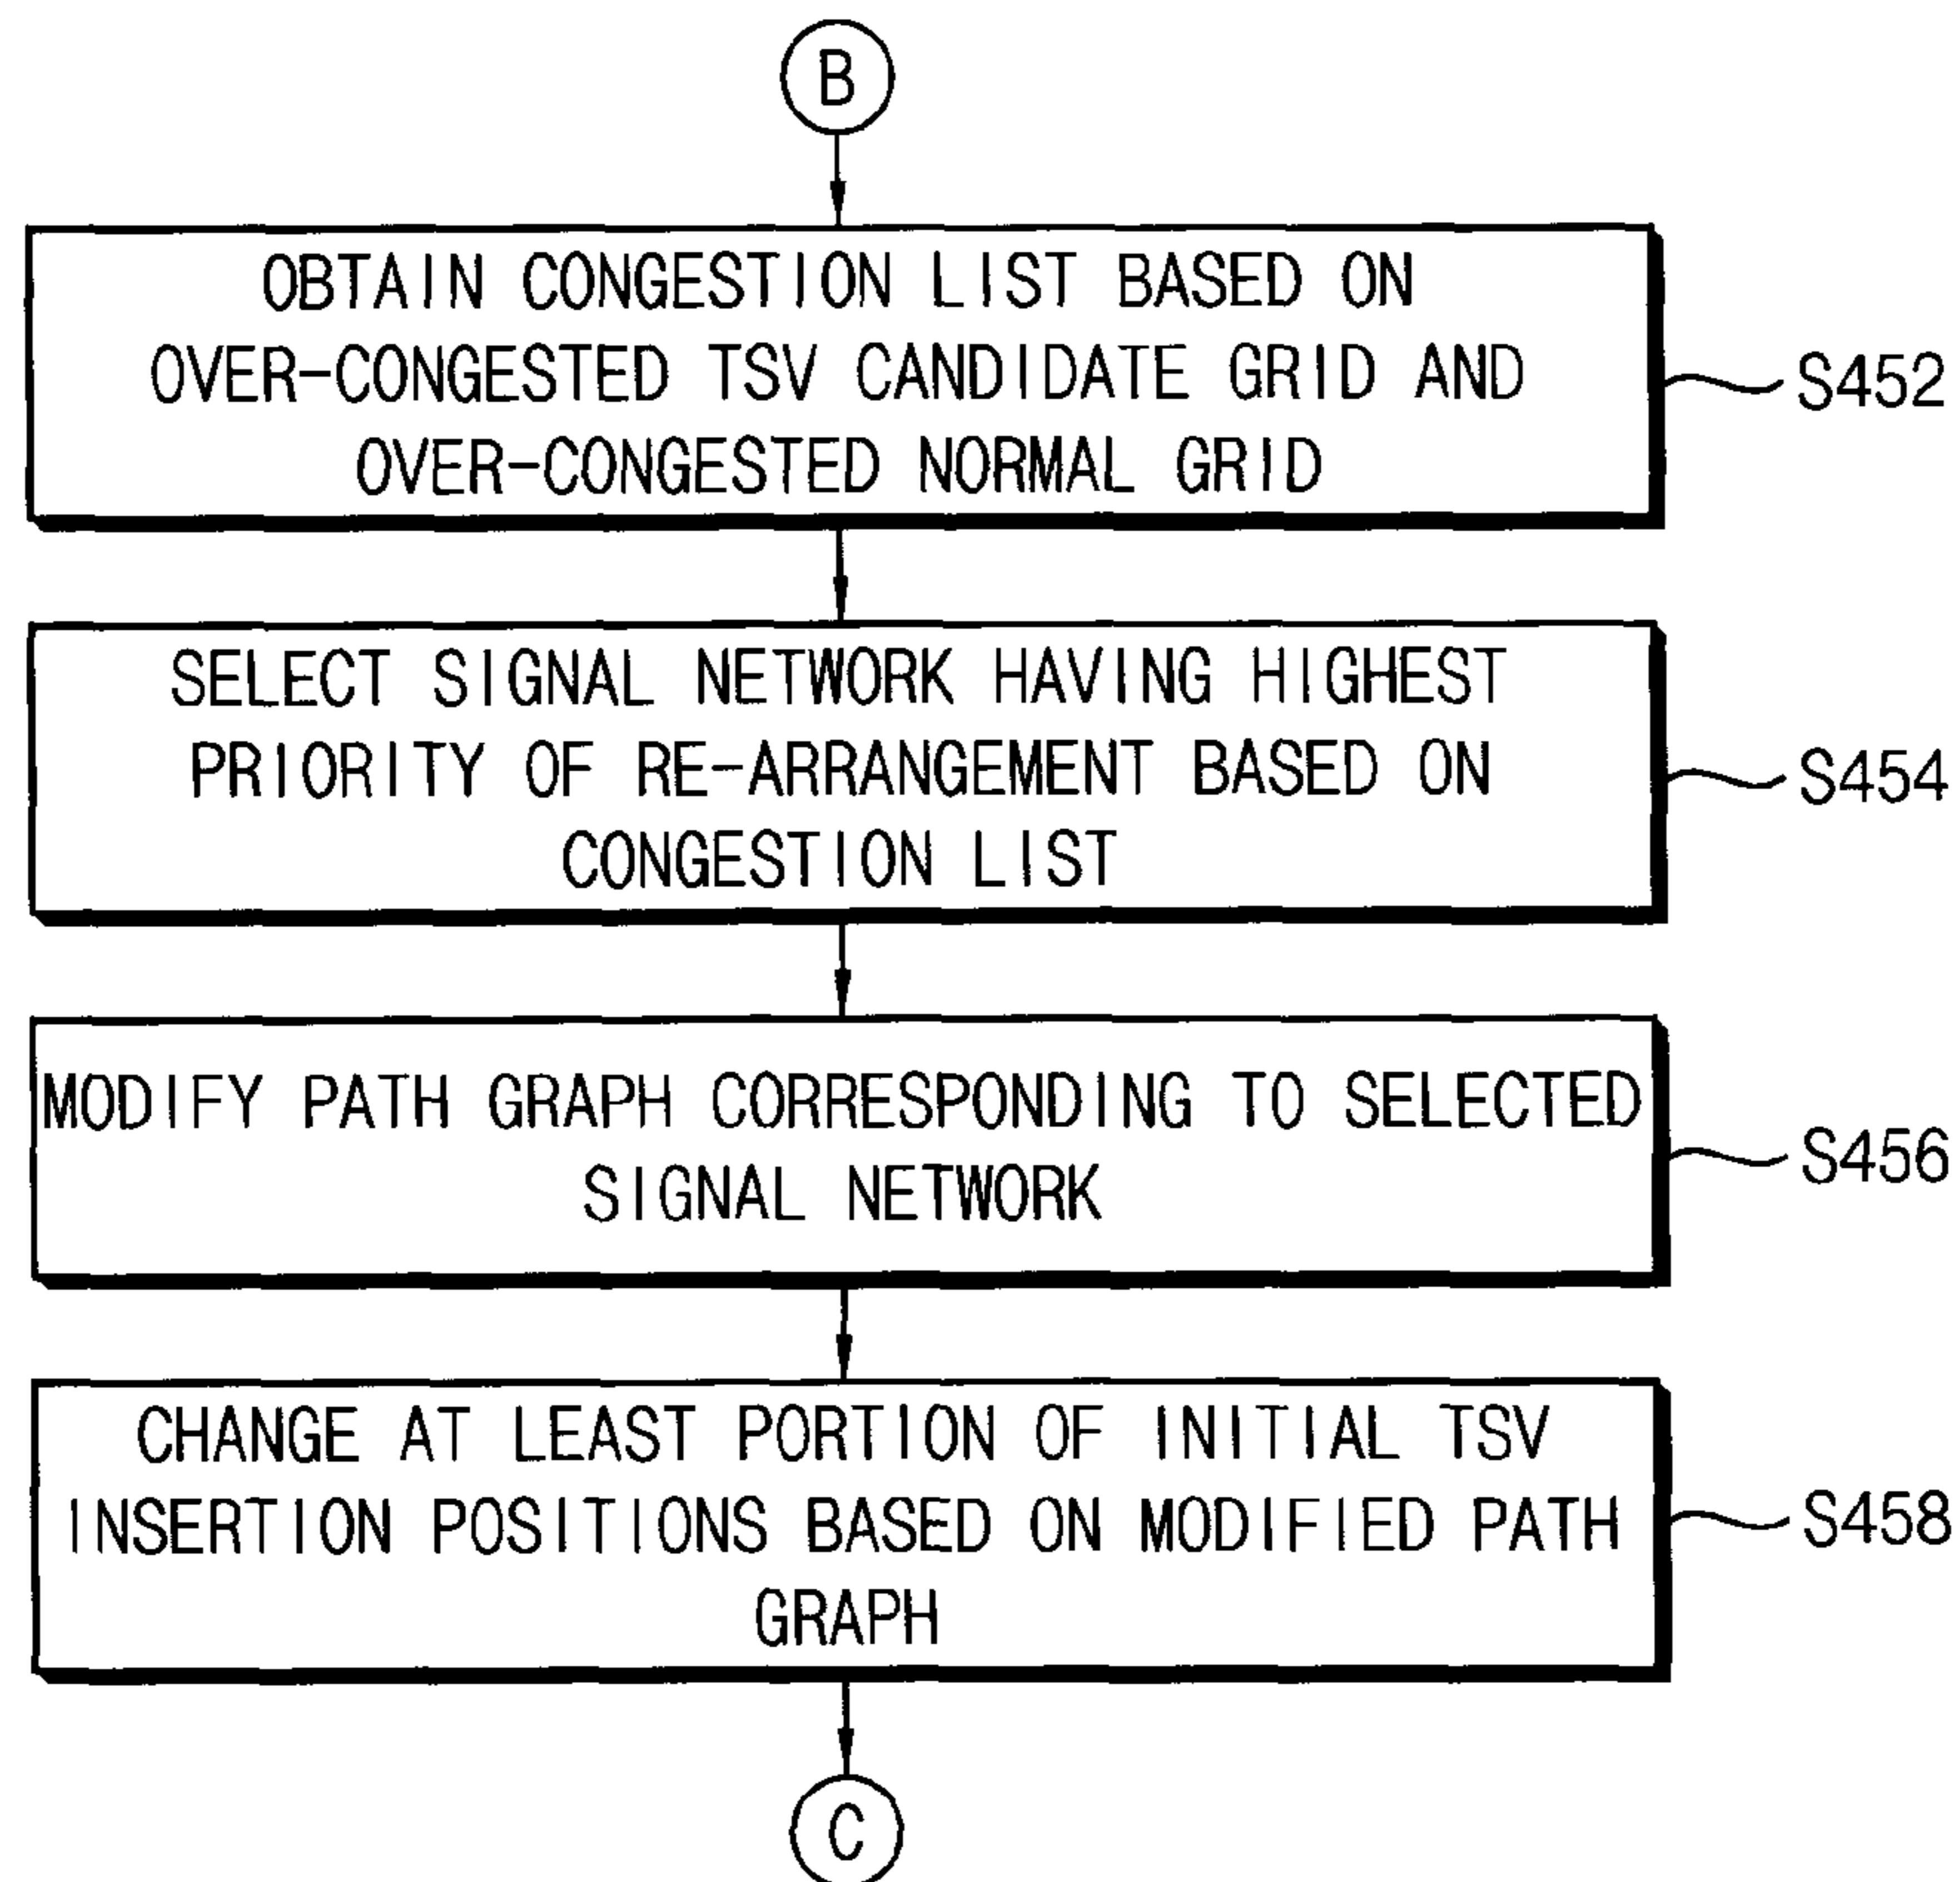 B
OBTAIN CONGESTION LIST BASED ON
OVER-CONGESTED TSV CANDIDATE GRID AND
OVER-CONGESTED NORMAL GRID
S452
SELECT SIGNAL NETWORK HAVING HIGHEST
PRIORITY OF RE-ARRANGEMENT BASED ON
CONGESTION LIST
S454
MODIFY PATH GRAPH CORRESPONDING TO SELECTED
SIGNAL NETWORK
S456
CHANGE AT LEAST PORTION OF INITIAL TSV
INSERTION POSITIONS BASED ON MODIFIED PATH
GRAPH
S458
C